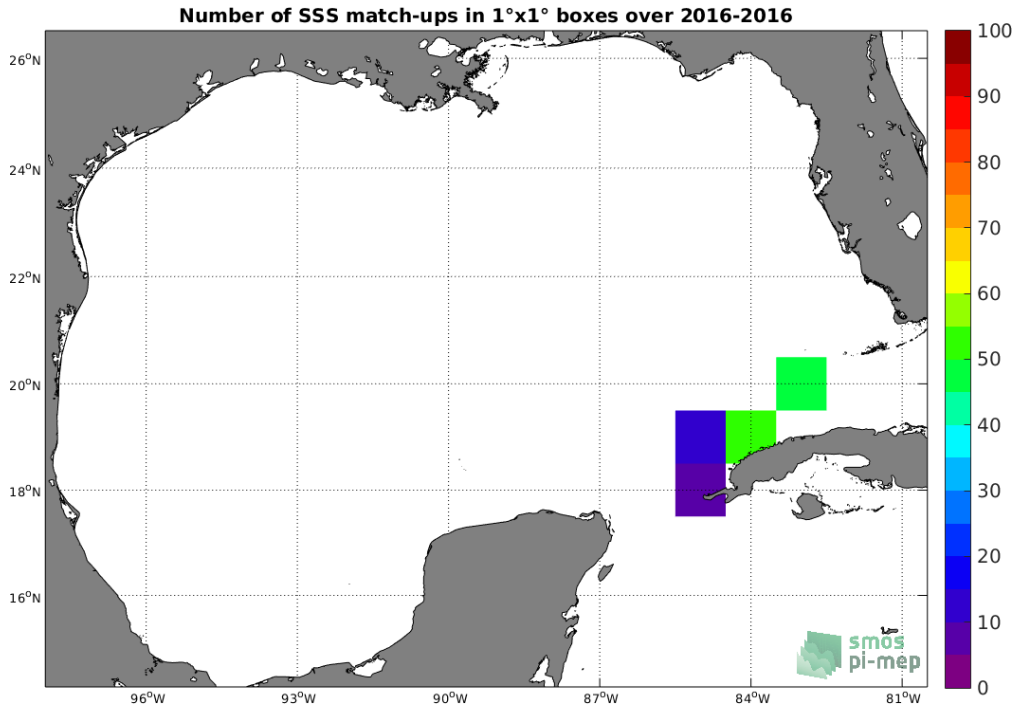 Number of SSS match-ups in 1°x1° boxes over 2016-2016
26°N
24°N
22°N
20°N
18°N
16°N
96°W
93°W
90°W
87°W
84°W
81°W
100
90
80
70
60
50
40
30
20
10
0
smos
pi-mep